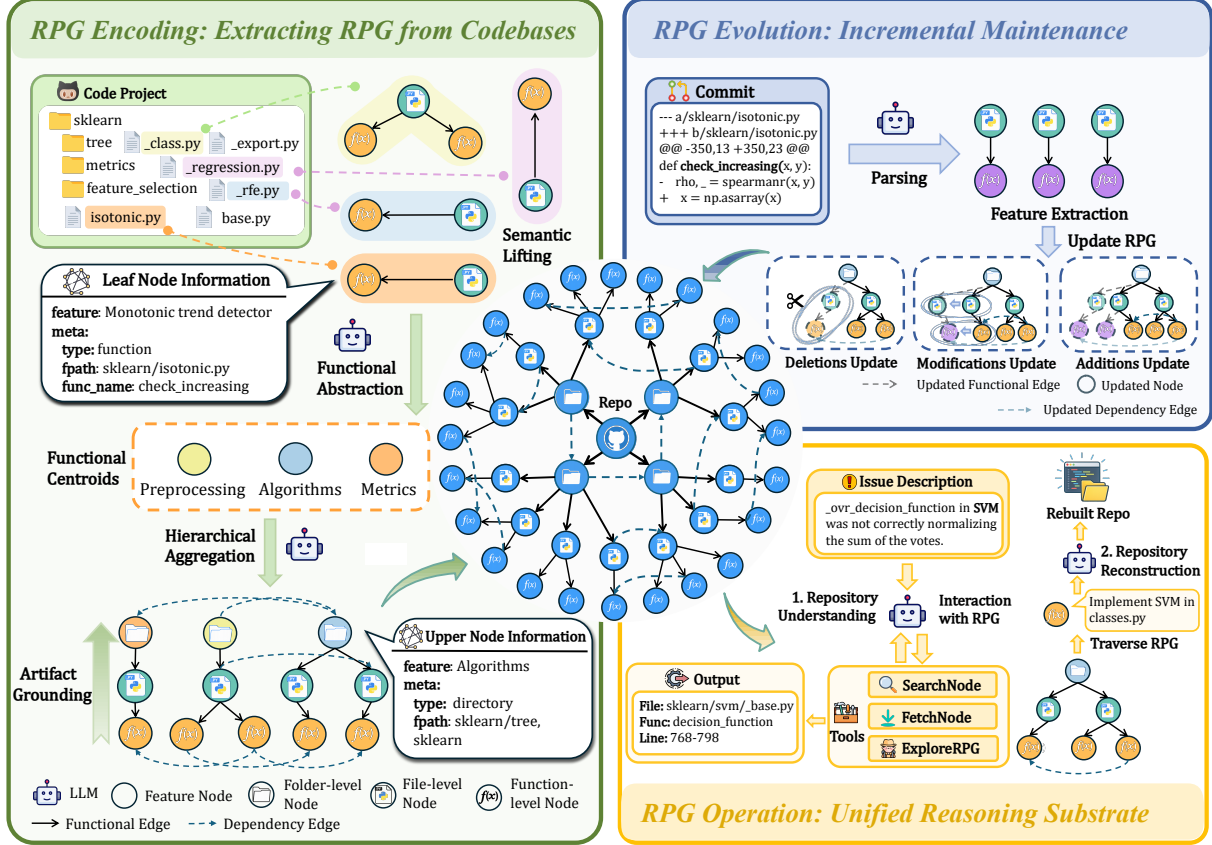 RPG Encoding: Extracting RPG from Codebases
Code Project
sklearn
tree
_class.py
_export.py
metrics
_regression.py
feature_selection
_rfe.py
isotonic.py
base.py
f(x)
f(x)
f(x)
f(x)
f(x)
Semantic
Lifting
Leaf Node Information
feature: Monotonic trend detector
meta:
type: function
fpath: sklearn/isotonic.py
func_name: check_increasing
Functional
Abstraction
Functional
Centroids
Preprocessing
Algorithms
Metrics
Hierarchical
Aggregation
Artifact
Grounding
f(x)
f(x)
f(x)
f(x)
f(x)
Upper Node Information
feature: Algorithms
meta:
type: directory
fpath: sklearn/tree,
sklearn
LLM
Feature Node
Folder-level
Node
File-level
Node
f(x)
Function-
level Node
Functional Edge
Dependency Edge
Repo
RPG Evolution: Incremental Maintenance
Commit
--- a/sklearn/isotonic.py
+++ b/sklearn/isotonic.py
@@ -350,13 +350,23 @@
def check_increasing(x, y):
- rho, _ = spearmanr(x, y)
+ x = np.asarray(x)
Parsing
f(x)
f(x)
f(x)
Feature Extraction
Update RPG
Deletions Update
Modifications Update
Additions Update
Updated Functional Edge
Updated Node
Updated Dependency Edge
Issue Description
_ovr_decision_function in SVM
was not correctly normalizing
the sum of the votes.
1. Repository
Understanding
Interaction
with RPG
Output
File: sklearn/svm/_base.py
Func: decision_function
Line: 768-798
Tools
SearchNode
FetchNode
ExploreRPG
Rebuilt Repo
2. Repository
Reconstruction
f(x)
Implement SVM in
classes.py
Traverse RPG
f(x)
f(x)
f(x)
RPG Operation: Unified Reasoning Substrate